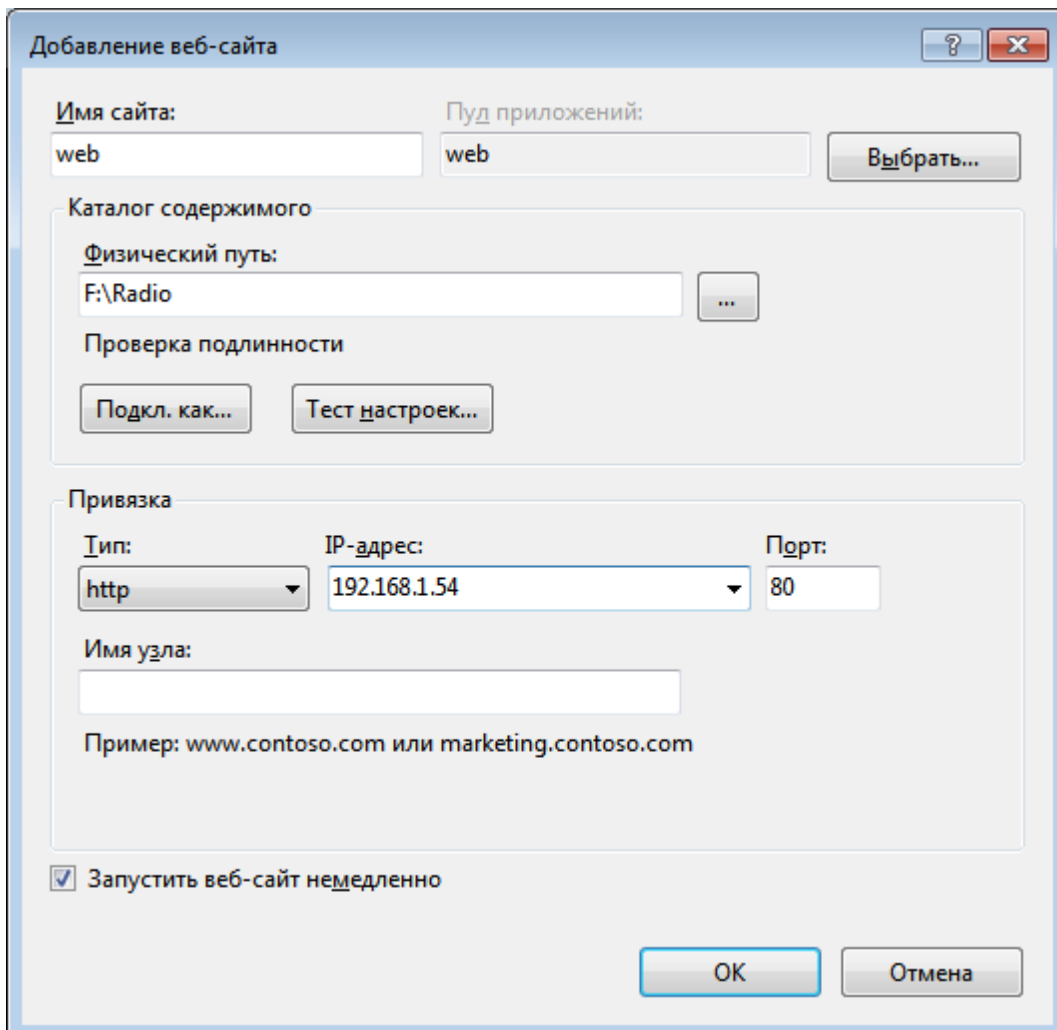 Добавление веб-сайта
Имя сайта: Пул приложений:
web web Выбрать...
Каталог содержимого
Физический путь:
F:\Radio ...
Проверка подлинности
Подкл. как... Тест настроек...
Привязка
Тип: IP-адрес: Порт:
http 192.168.1.54 80
Имя узла:
Пример: www.contoso.com или marketing.contoso.com
Запустить веб-сайт немедленно
ОК Отмена